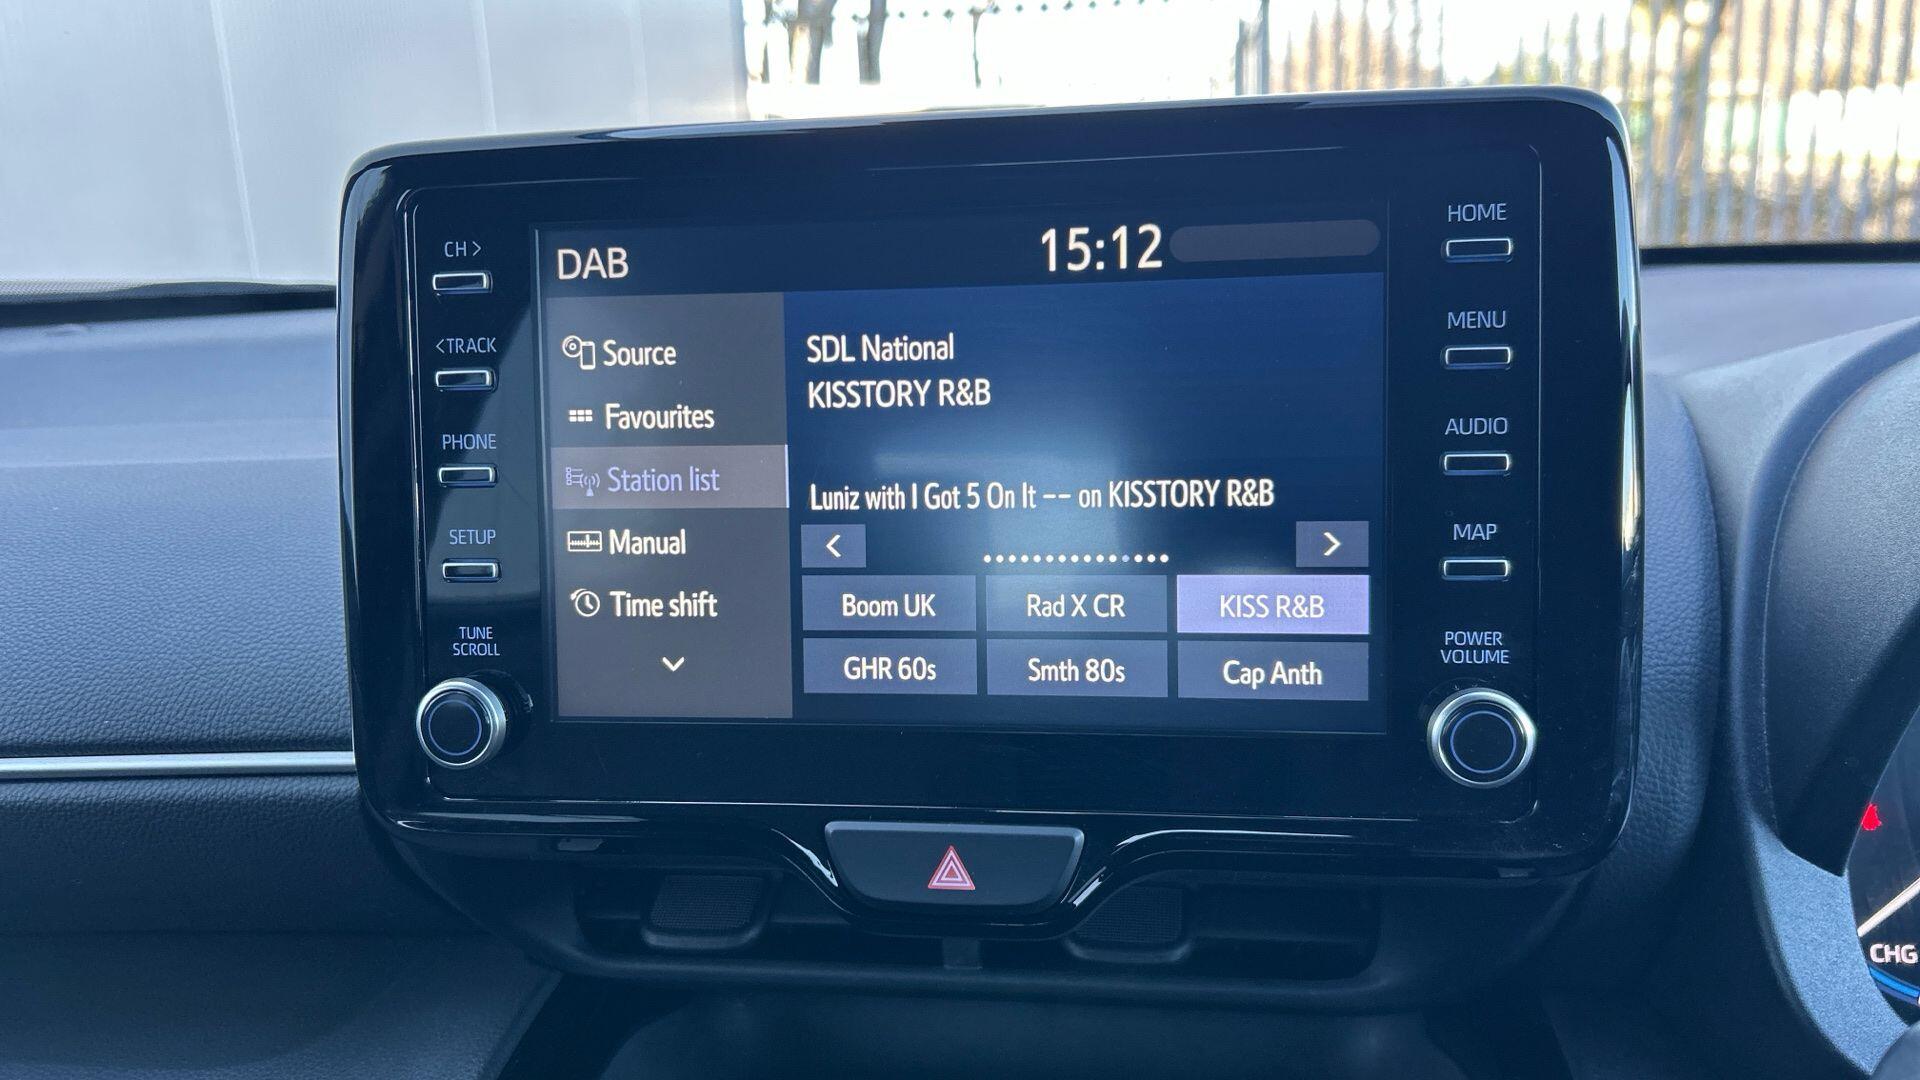 CH >
<TRACK
PHONE
SETUP
TUNE
SCROLL
DAB
15:12
Source
Favourites
Station list
Manual
Time shift
SDL National
KISSTORY R&B
Luniz with I Got 5 On It -- on KISSTORY R&B
< >
Boom UK
Rad X CR
KISS R&B
GHR 60s
Smth 80s
Cap Anth
HOME
MENU
AUDIO
MAP
POWER
VOLUME
CHG